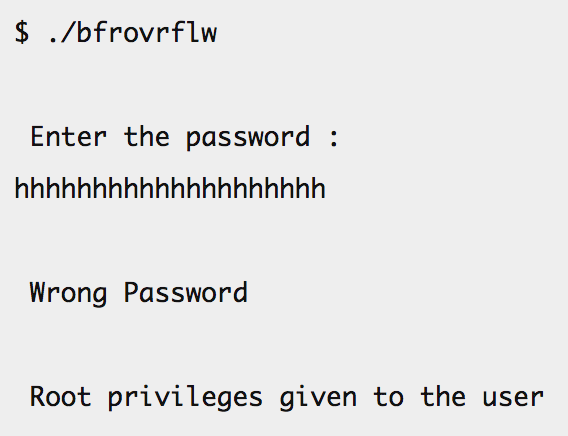 $ ./bfrovrflw
Enter the password :
hhhhhhhhhhhhhhhhhhhh
Wrong Password
Root privileges given to the user